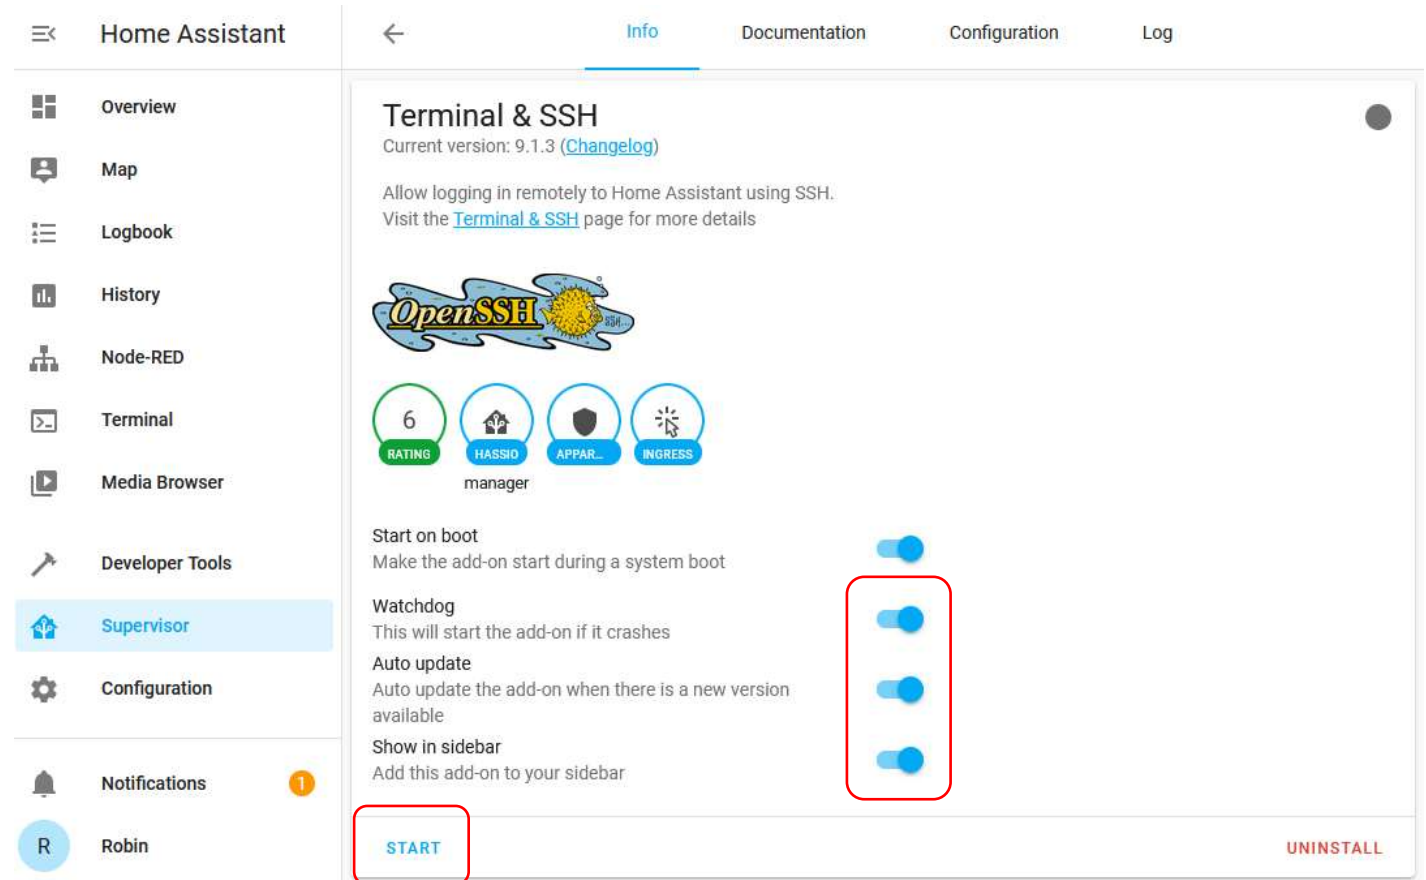 Home Assistant
Overview
Map
Logbook
History
Node-RED
Terminal
Media Browser
Developer Tools
Supervisor
Configuration
Notifications
1
R
Robin
Info
Documentation
Configuration
Log
Terminal & SSH
Current version: 9.1.3 (Changelog)
Allow logging in remotely to Home Assistant using SSH.
Visit the Terminal & SSH page for more details
OpenSSH
SSH...
6
RATING
HASSIO
APPAR...
INGRESS
manager
Start on boot
Make the add-on start during a system boot
Watchdog
This will start the add-on if it crashes
Auto update
Auto update the add-on when there is a new version
available
Show in sidebar
Add this add-on to your sidebar
START
UNINSTALL